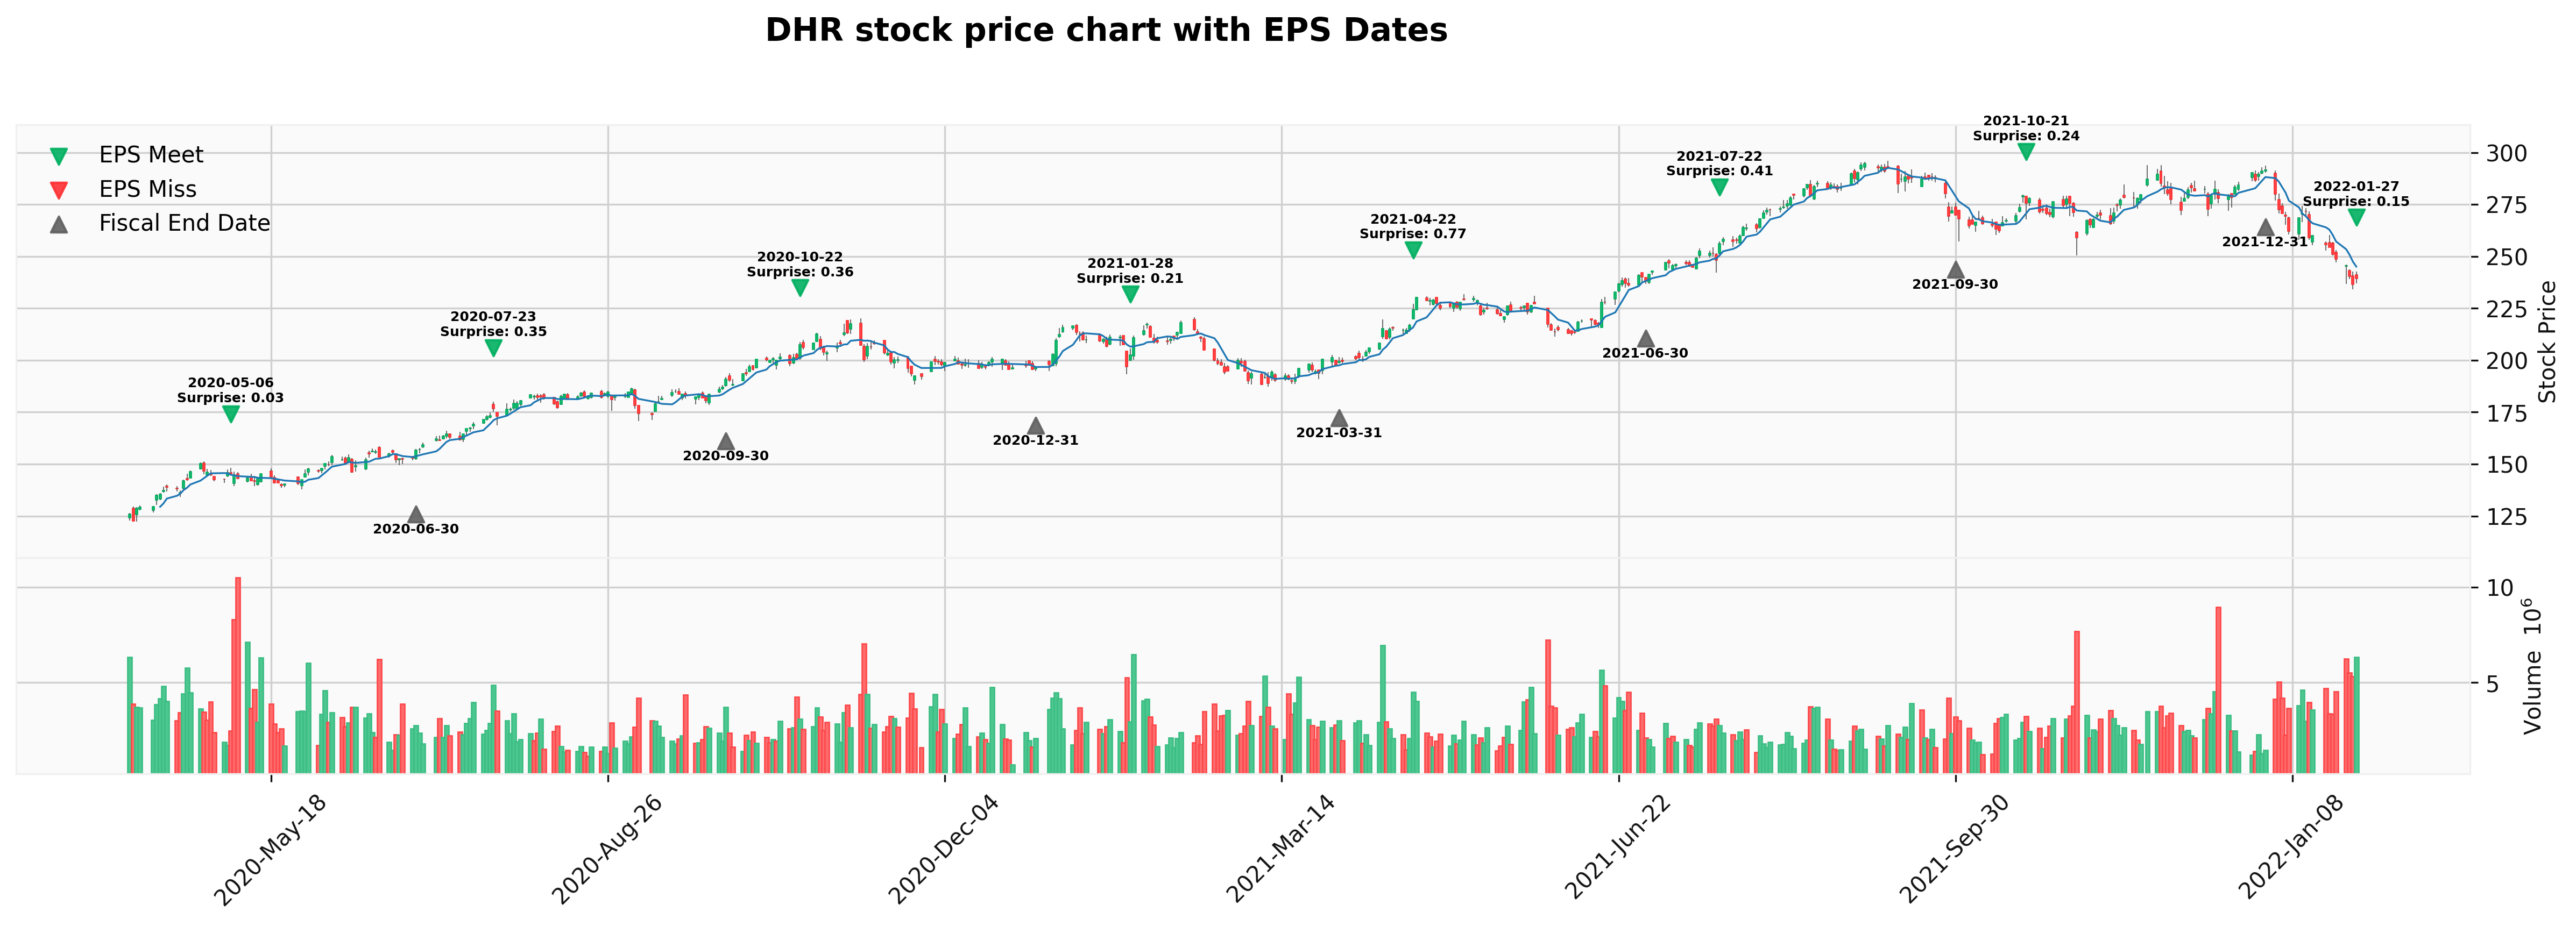 DHR stock price chart with EPS Dates
EPS Meet
EPS Miss
Fiscal End Date
2020-05-06
Surprise: 0.03
2020-07-23
Surprise: 0.35
2020-10-22
Surprise: 0.36
2021-01-28
Surprise: 0.21
2021-04-22
Surprise: 0.77
2021-07-22
Surprise: 0.41
2021-10-21
Surprise: 0.24
2022-01-27
Surprise: 0.15
2020-06-30
2020-09-30
2020-12-31
2021-03-31
2021-06-30
2021-09-30
2021-12-31
300
275
250
225
200
175
150
125
Stock Price
10
5
Volume 10⁶
2020-May-18
2020-Aug-26
2020-Dec-04
2021-Mar-14
2021-Jun-22
2021-Sep-30
2022-Jan-08